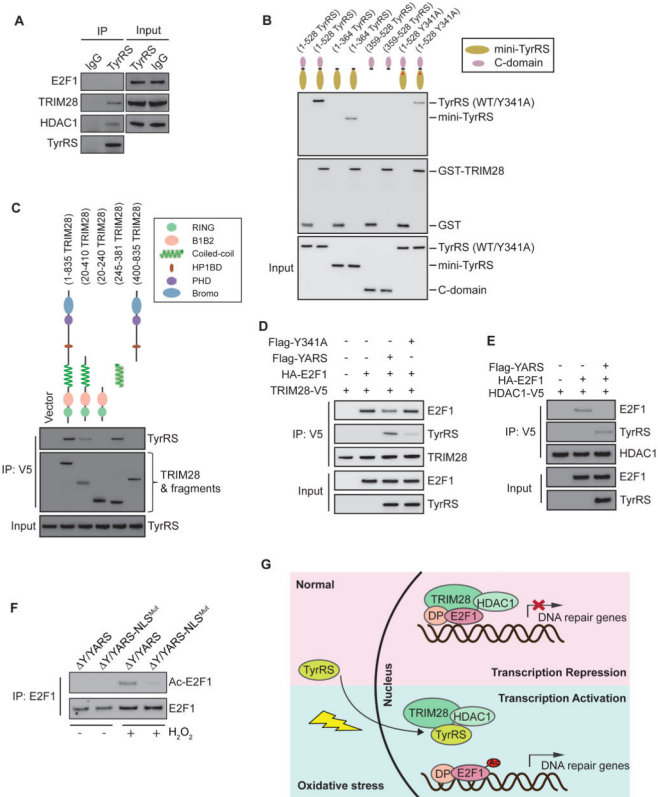 A
IP
Input
IgG
TyrRS
TyrRS
IgG
E2F1
TRIM28
HDAC1
TyrRS
B
(1-528 TyrRS)
(1-528 TyrRS)
(1-364 TyrRS)
(1-364 TyrRS)
(359-528 TyrRS)
(359-528 TyrRS)
(1-528 Y341A)
(1-528 Y341A)
mini-TyrRS
C-domain
TyrRS (WT/Y341A)
mini-TyrRS
GST-TRIM28
GST
Input
TyrRS (WT/Y341A)
mini-TyrRS
C-domain
C
(1-835 TRIM28)
(20-410 TRIM28)
(20-240 TRIM28)
(245-381 TRIM28)
(400-835 TRIM28)
RING
B1B2
Coiled-coil
HP1BD
PHD
Bromo
Vector
IP: V5
TyrRS
TRIM28
& fragments
Input
TyrRS
D
Flag-Y341A - - - +
Flag-YARS - - + -
HA-E2F1 - + + +
TRIM28-V5 + + + +
IP: V5
E2F1
TyrRS
TRIM28
Input
E2F1
TyrRS
E
Flag-YARS - - +
HA-E2F1 - + +
HDAC1-V5 + + +
IP: V5
E2F1
TyrRS
HDAC1
Input
E2F1
TyrRS
F
ΔY/YARS
ΔY/YARS-NLSMut
ΔY/YARS
ΔY/YARS-NLSMut
IP: E2F1
Ac-E2F1
E2F1
- - + + H2O2
G
Normal
TRIM28
HDAC1
DP
E2F1
DNA repair genes
Transcription Repression
Nucleus
TyrRS
Transcription Activation
TRIM28
HDAC1
TyrRS
DP
E2F1
Ac
DNA repair genes
Oxidative stress